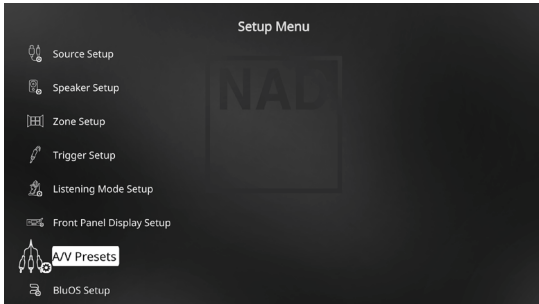 Setup Menu
Source Setup
Speaker Setup
NAD
Zone Setup
Trigger Setup
Listening Mode Setup
Front Panel Display Setup
A/V Presets
BluOS Setup